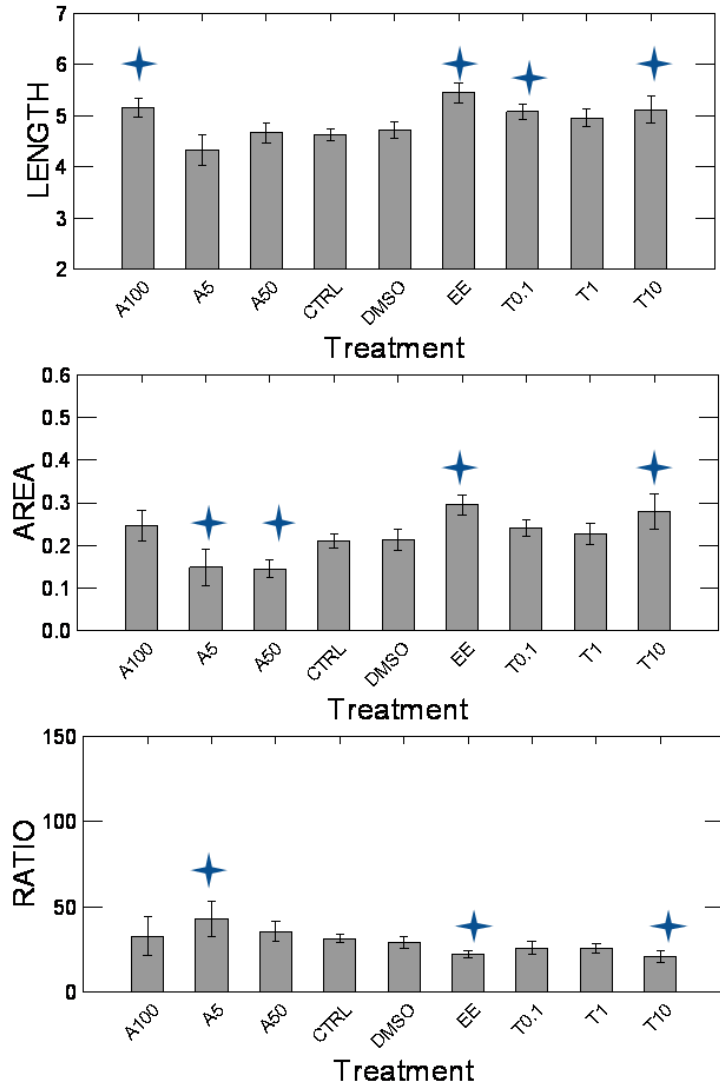 7
6
5
4
3
2
LENGTH
A100 A5 A50 CTRL DMSO EE T0.1 T1 T10
Treatment
0.6
0.5
0.4
0.3
0.2
0.1
0.0
AREA
A100 A5 A50 CTRL DMSO EE T0.1 T1 T10
Treatment
150
100
50
0
RATIO
A100 A5 A50 CTRL DMSO EE T0.1 T1 T10
Treatment